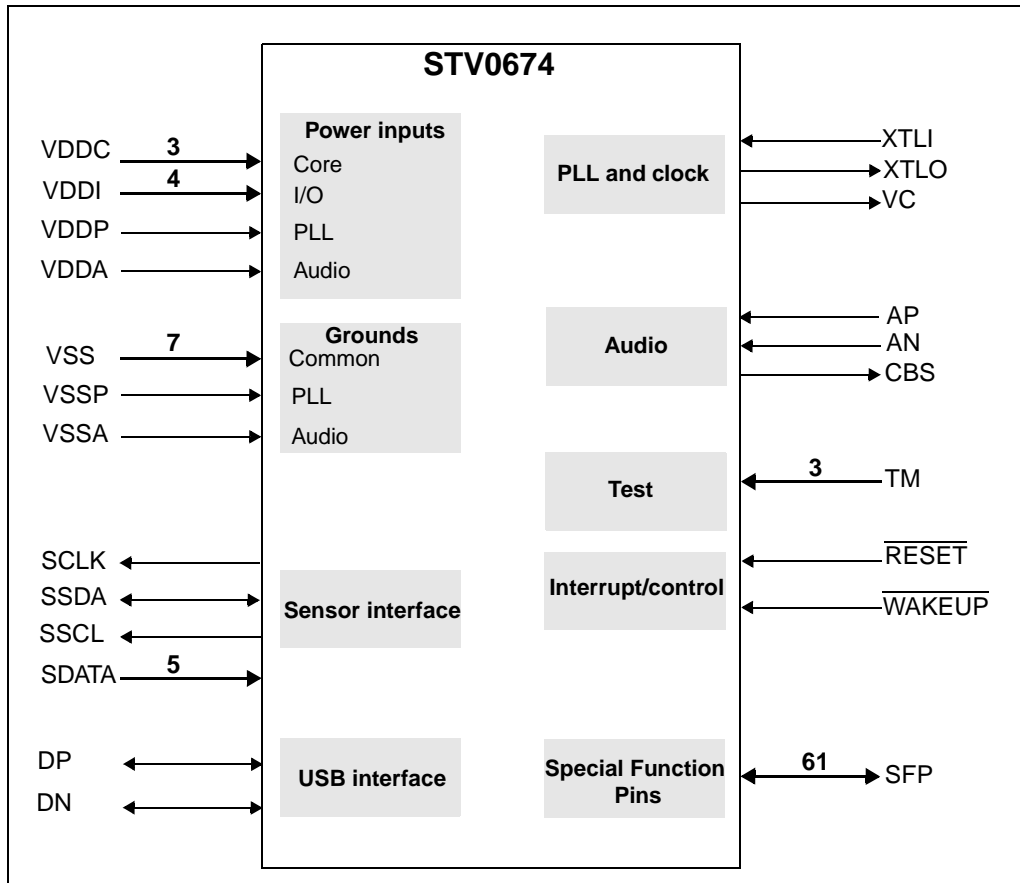 STV0674
Power inputs
VDDC 3 Core
VDDI 4 I/O
VDDP PLL
VDDA Audio
Grounds
VSS 7 Common
VSSP PLL
VSSA Audio
SCLK
SSDA
SSCL
SDATA 5
Sensor interface
DP
DN
USB interface
PLL and clock
XTLI
XTLO
VC
Audio
AP
AN
CBS
Test
3 TM
Interrupt/control
RESET
WAKEUP
Special Function
Pins
61 SFP